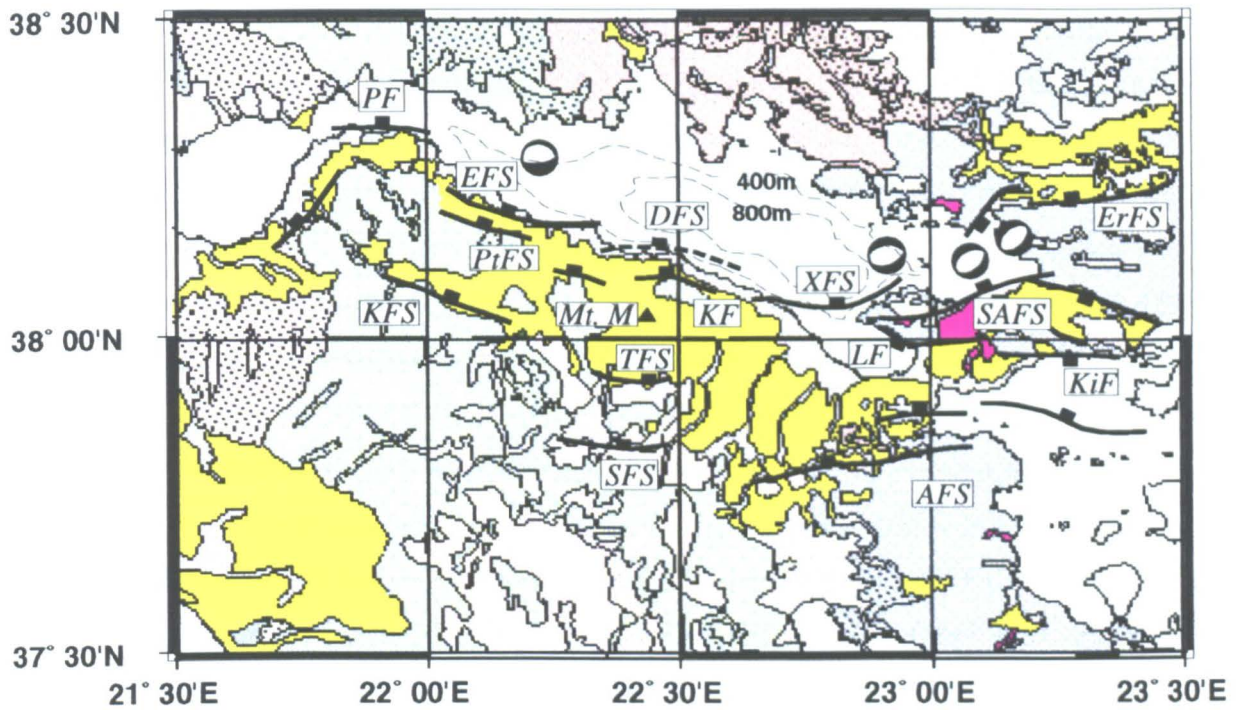 38° 30'N
PF
EFS
400m
DFS
800m
ErFS
PtFS
XFS
KFS
Mt_M
KF
SAFS
38° 00'N
TFS
LF
KiF
SFS
AFS
37° 30'N
21° 30'E
22° 00'E
22° 30'E
23° 00'E
23° 30'E